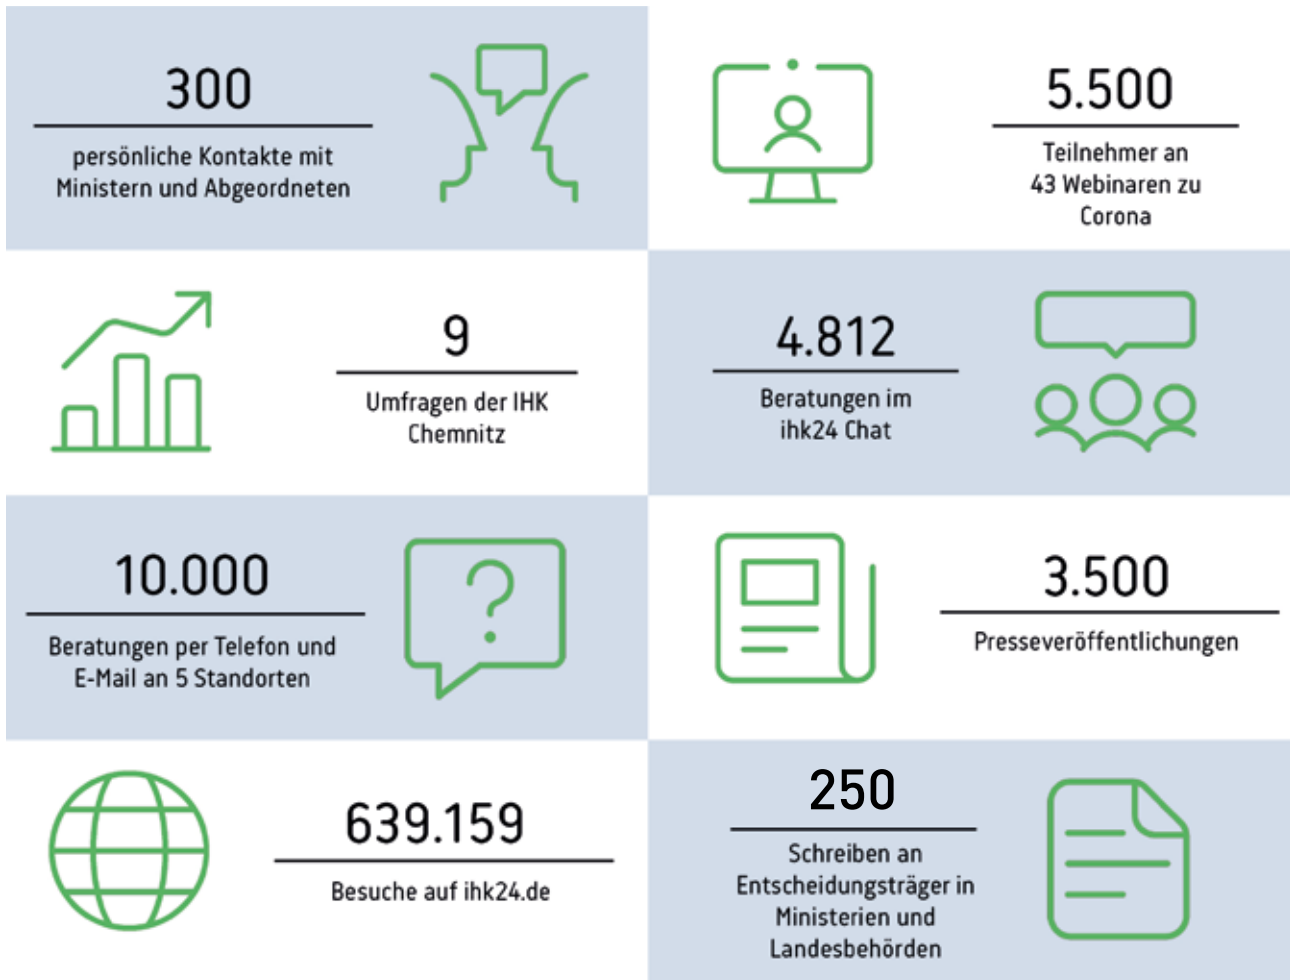 300
persönliche Kontakte mit
Ministern und Abgeordneten
5.500
Teilnehmer an
43 Webinaren zu
Corona
9
Umfragen der IHK
Chemnitz
4.812
Beratungen im
ihk24 Chat
10.000
Beratungen per Telefon und
E-Mail an 5 Standorten
?
3.500
Presseveröffentlichungen
639.159
Besuche auf ihk24.de
250
Schreiben an
Entscheidungsträger in
Ministerien und
Landesbehörden